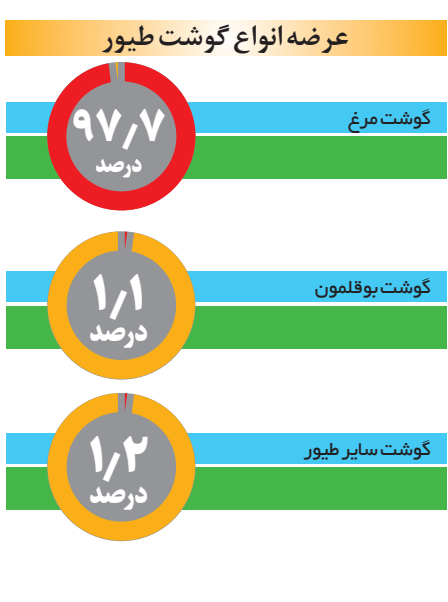 عرضه انواع گوشت طیور
گوشت مرغ
۹۷٫۷
درصد
گوشت بوقلمون
۱٫۱
درصد
گوشت سایر طیور
۱٫۲
درصد